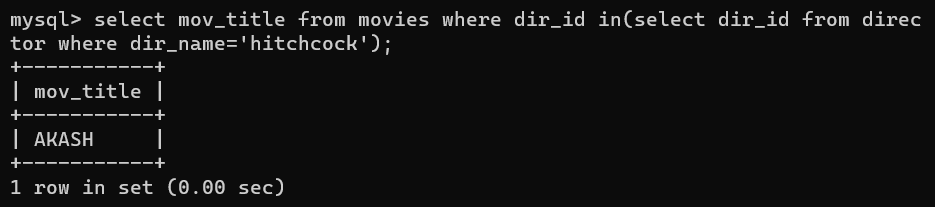 mysql> select mov_title from movies where dir_id in(select dir_id from direc
tor where dir_name='hitchcock');
+-----------+
| mov_title |
+-----------+
| AKASH     |
+-----------+
1 row in set (0.00 sec)